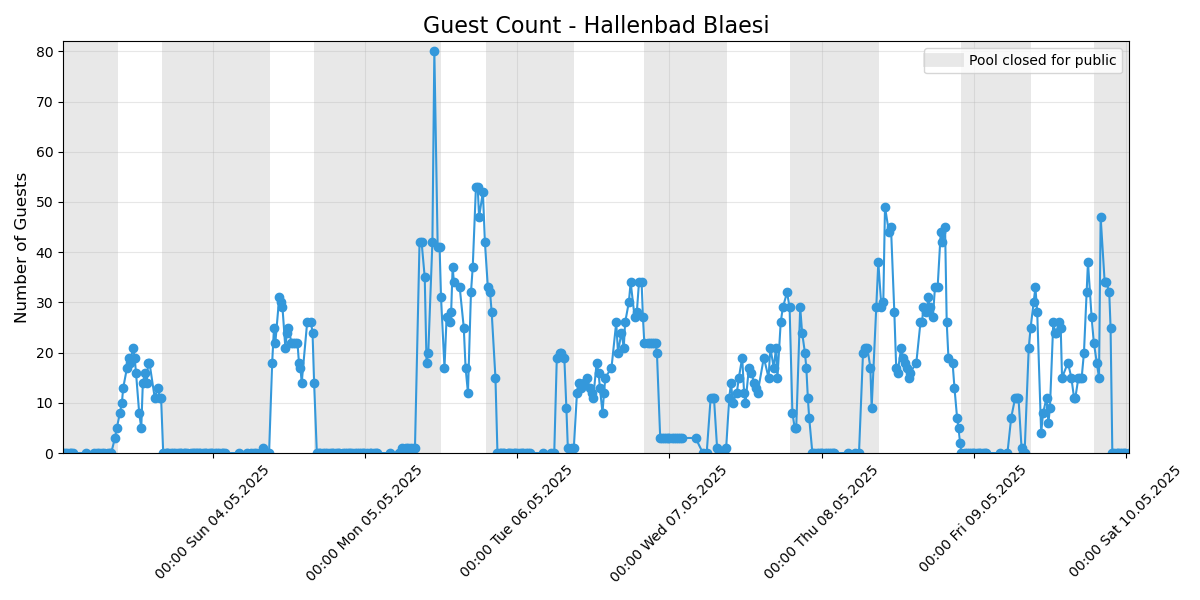 Guest Count - Hallenbad Blaesi
Pool closed for public
Number of Guests
80
70
60
50
40
30
20
10
0
00:00 Sun 04.05.2025
00:00 Mon 05.05.2025
00:00 Tue 06.05.2025
00:00 Wed 07.05.2025
00:00 Thu 08.05.2025
00:00 Fri 09.05.2025
00:00 Sat 10.05.2025